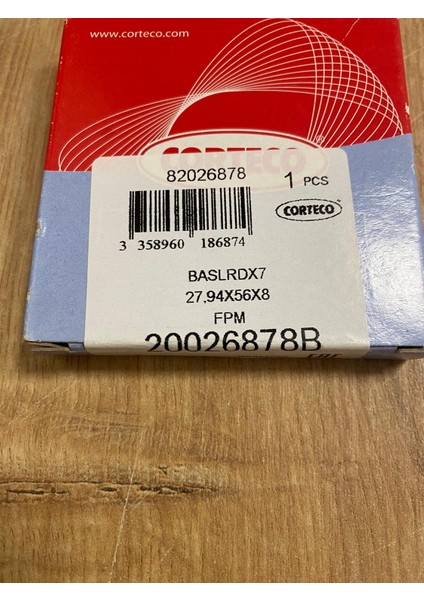 www.corteco.com
CORTECO
82026878
1 PCS
CORTECO
3 358960 186874
BASLRDX7
27,94X56X8
FPM
20026878B